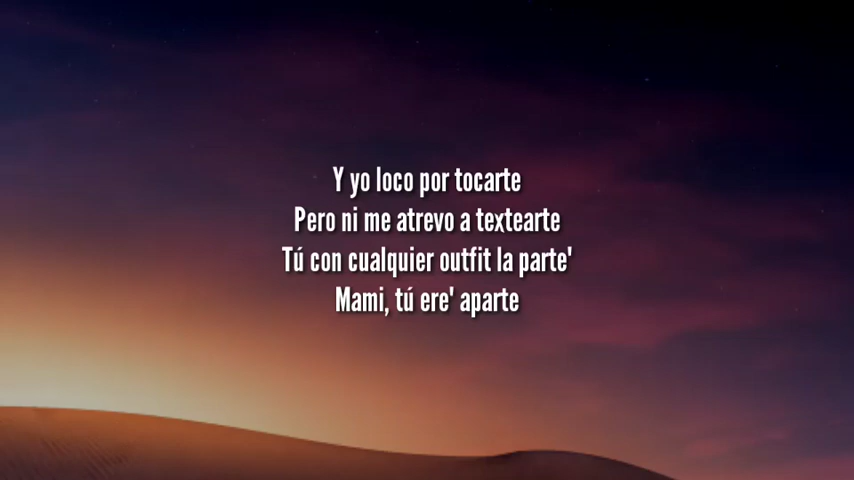 Y yo loco por tocarte
Pero ni me atrevo a textearte
Tú con cualquier outfit la parte'
Mami, tú ere' aparte